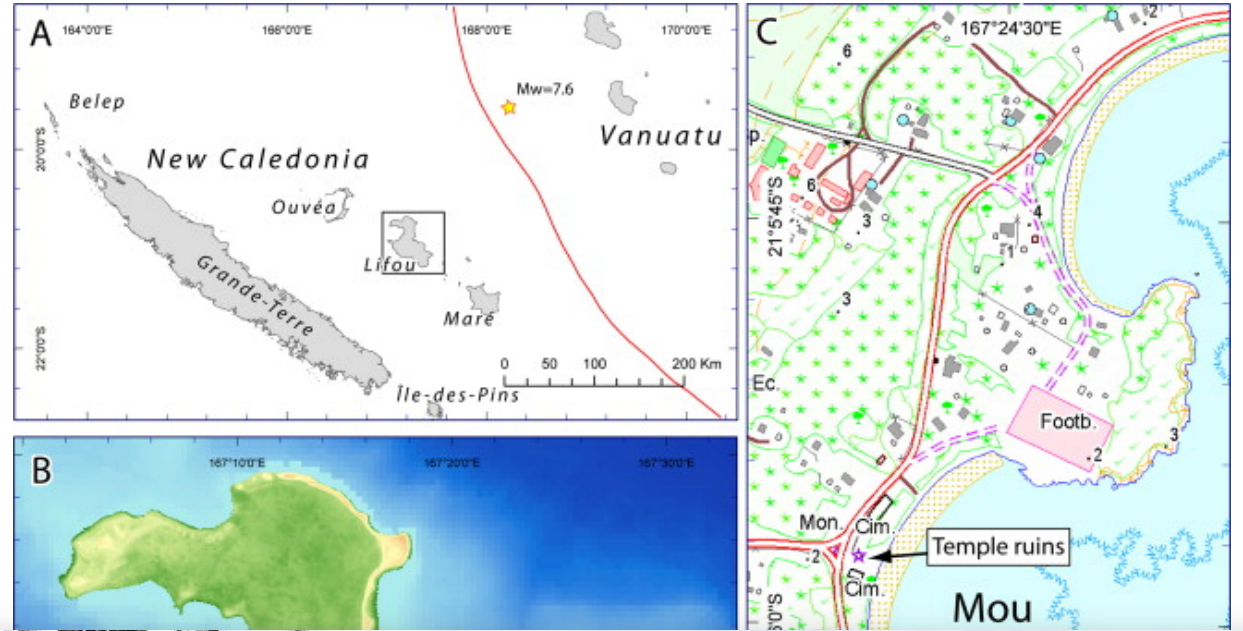 A
164°0'0"E
166°0'0"E
168°0'0"E
170°0'0"E
Mw=7.6
Belep
20°0'0"S
New Caledonia
Vanuatu
Ouvéa
Lifou
Grande-Terre
Maré
22°0'0"S
0 50 100 200 Km
Île-des-Pins
B
167°10'0"E
167°20'0"E
167°30'0"E
C
167°24'30"E
2
6
p.
6
21°5'45"S
3
4
1
3
Ec.
Footb.
2
3
Mon.
Cim.
2
Temple ruins
Cim.
Mou